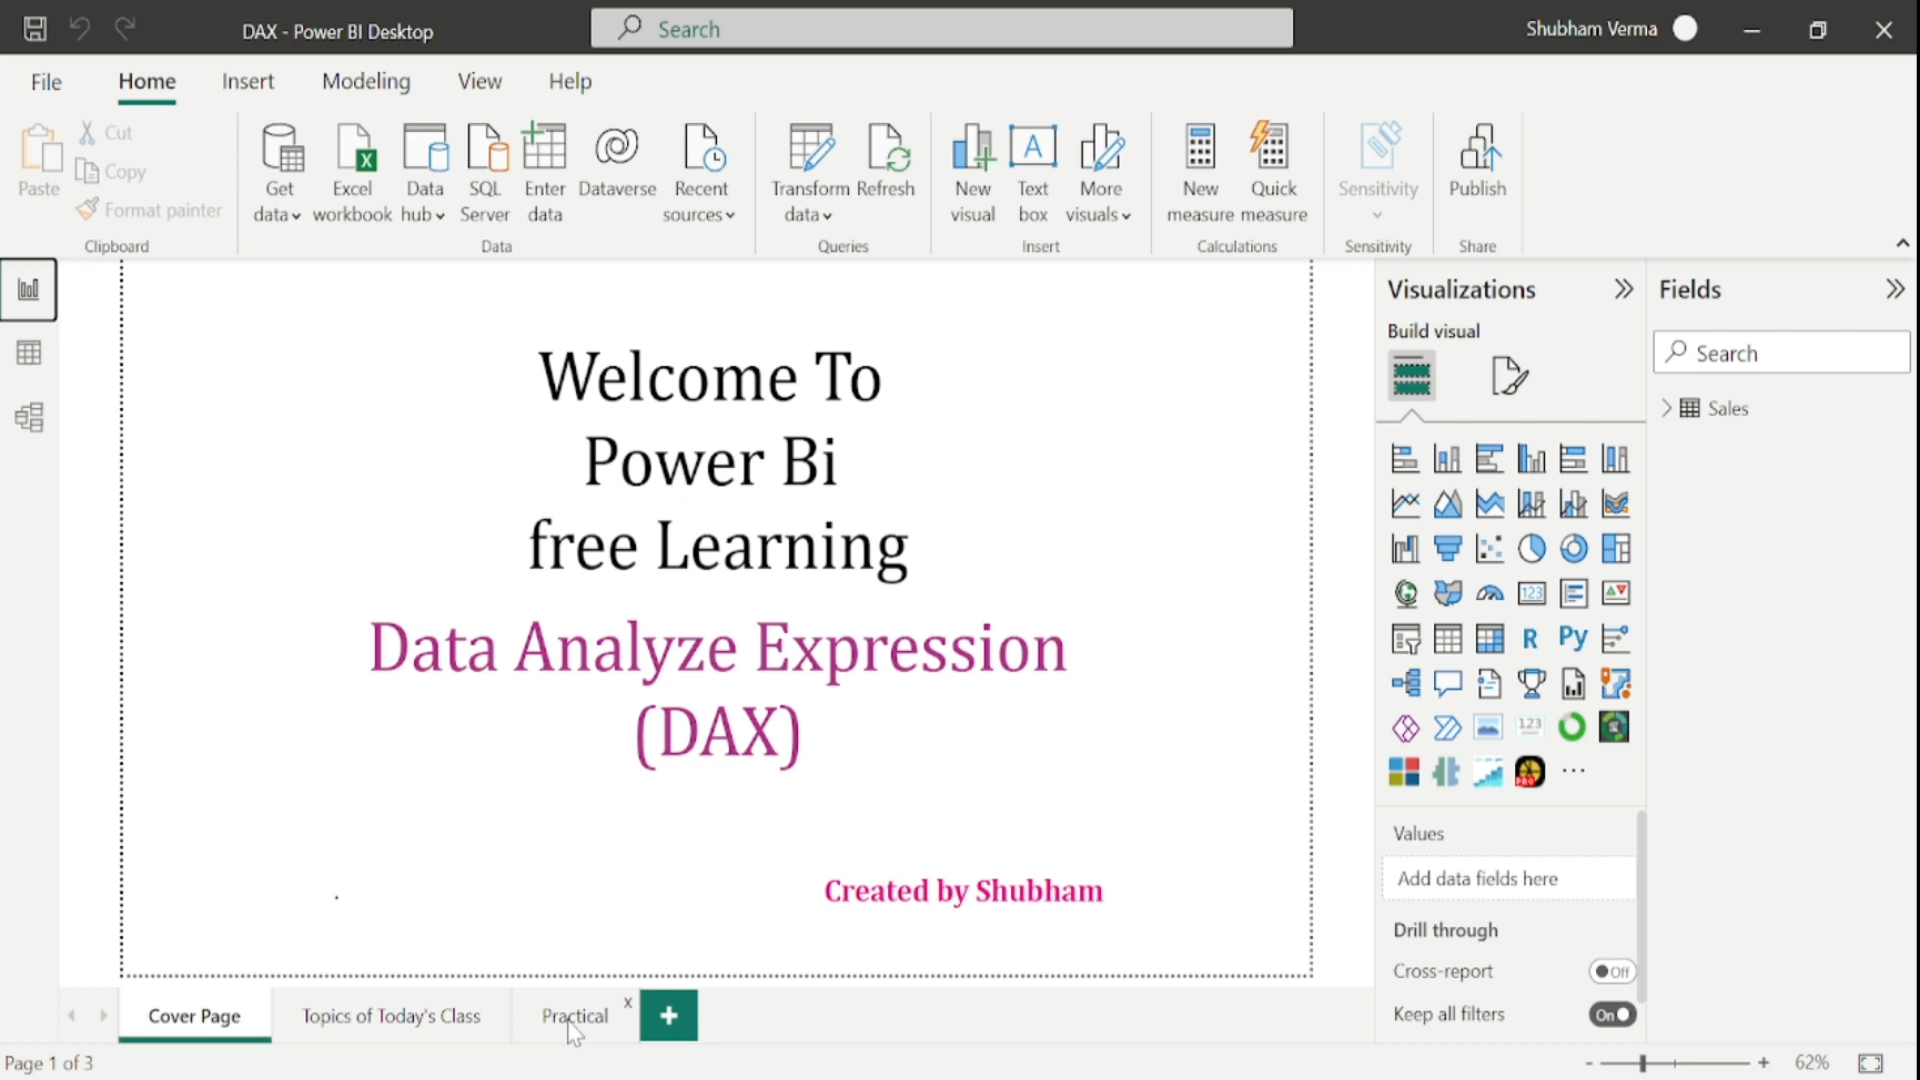 DAX - Power BI Desktop
Search
Shubham Verma
File Home Insert Modeling View Help
Paste
Cut
Copy
Format painter
Clipboard
Get data
Excel workbook
Data hub
SQL Server
Enter data
Dataverse
Recent sources
Data
Transform data
Refresh
Queries
New visual
A
Text box
More visuals
Insert
New measure
Quick measure
Calculations
Sensitivity
Sensitivity
Publish
Share
Welcome To
Power Bi
free Learning
Data Analyze Expression
(DAX)
.
Created by Shubham
Visualizations
Build visual
123
R
Py
123
PRO
...
Values
Add data fields here
Drill through
Cross-report
Off
Keep all filters
On
Fields
Search
Sales
Cover Page
Topics of Today's Class
Practical
x
+
Page 1 of 3
- + 62%